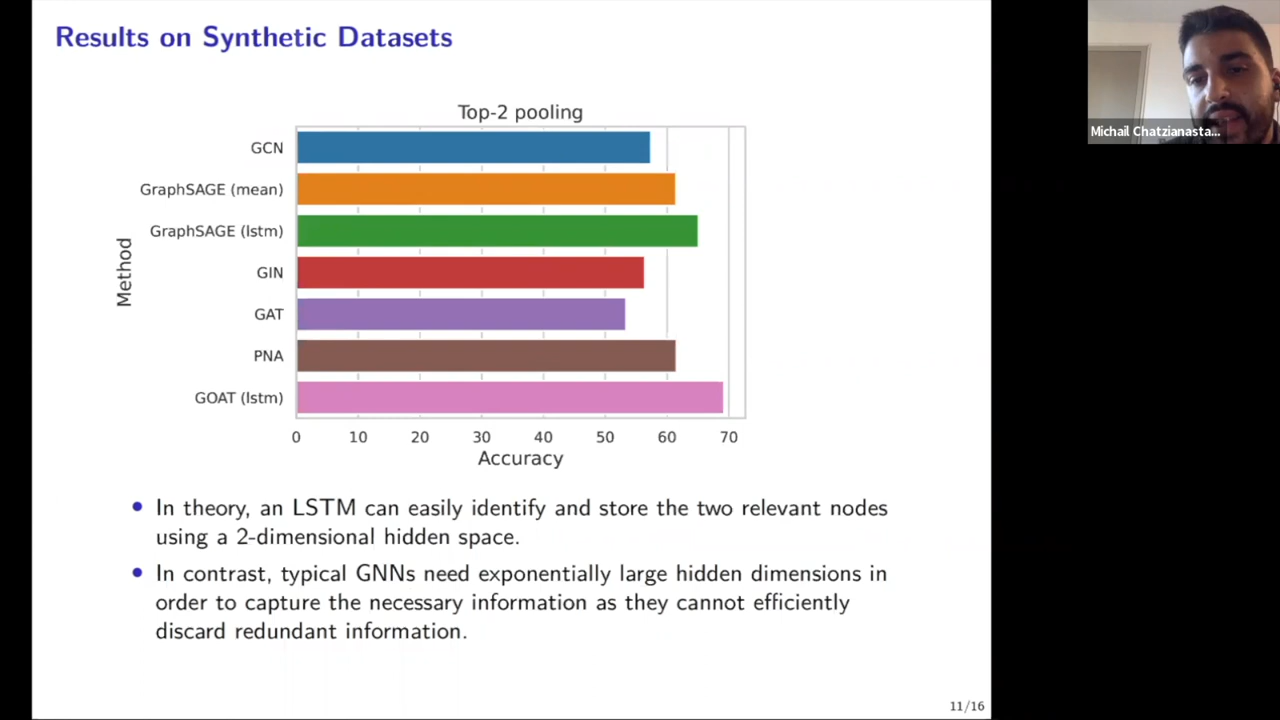 Results on Synthetic Datasets
Michail Chatzianasta...
Top-2 pooling
Method
GCN
GraphSAGE (mean)
GraphSAGE (lstm)
GIN
GAT
PNA
GOAT (lstm)
0 10 20 30 40 50 60 70
Accuracy
• In theory, an LSTM can easily identify and store the two relevant nodes
using a 2-dimensional hidden space.
• In contrast, typical GNNs need exponentially large hidden dimensions in
order to capture the necessary information as they cannot efficiently
discard redundant information.
11/16